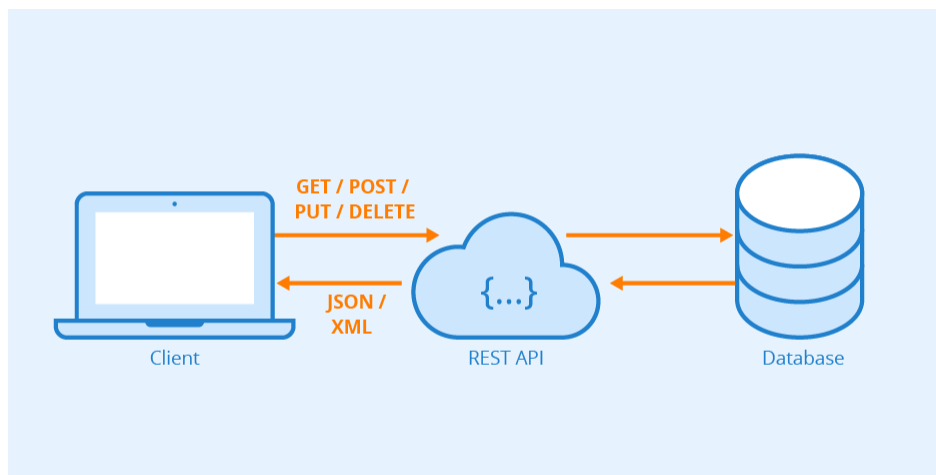 GET / POST /
PUT / DELETE
JSON /
XML
{...}
Client
REST API
Database